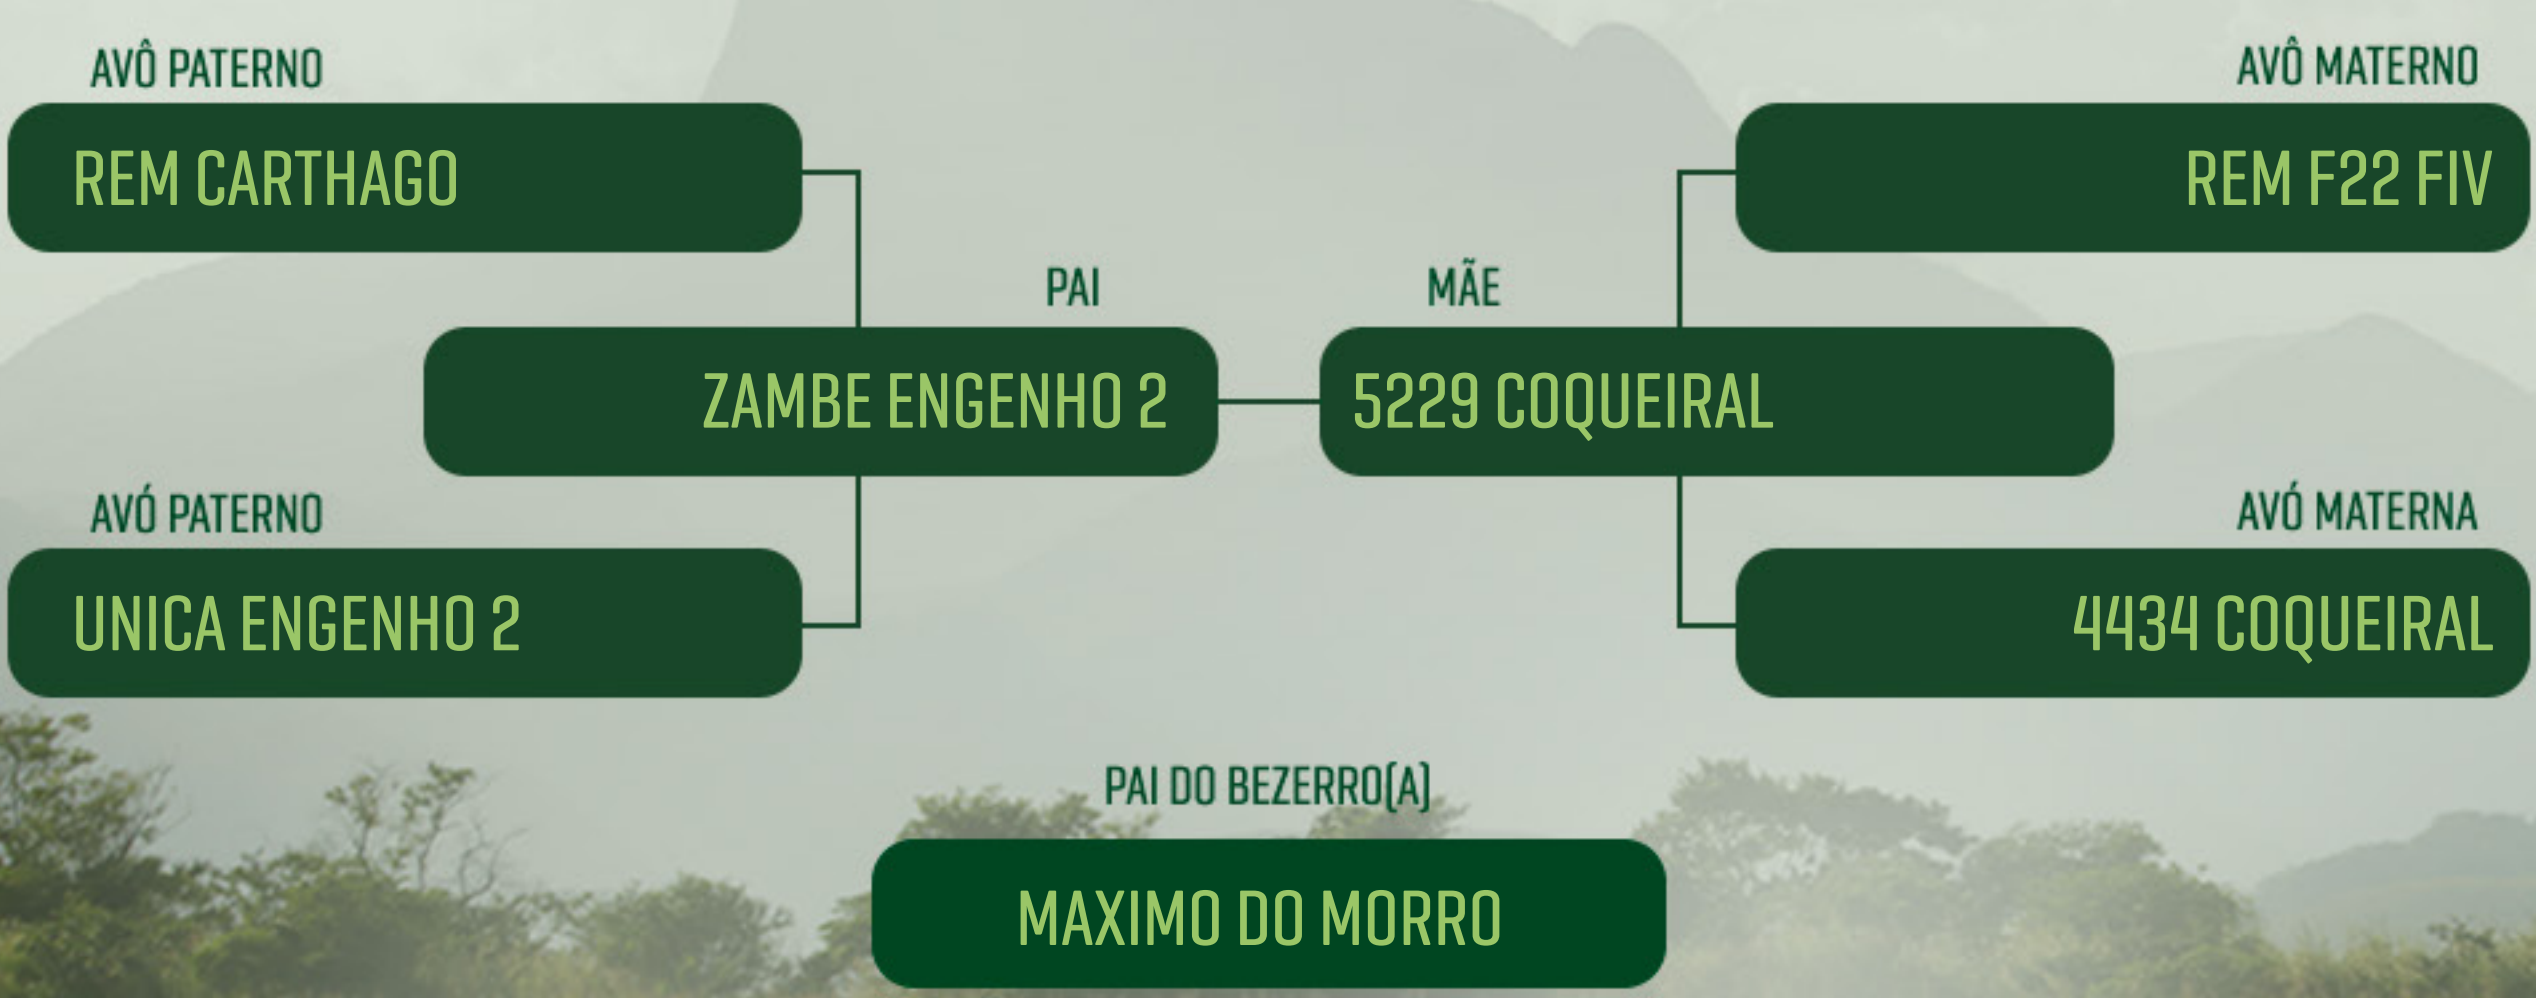 AVÔ PATERNO
REM CARTHAGO
AVÔ MATERNO
REM F22 FIV
PAI
ZAMBE ENGENHO 2
MÃE
5229 COQUEIRAL
AVÓ PATERNO
UNICA ENGENHO 2
AVÓ MATERNA
4434 COQUEIRAL
PAI DO BEZERRO(A)
MAXIMO DO MORRO